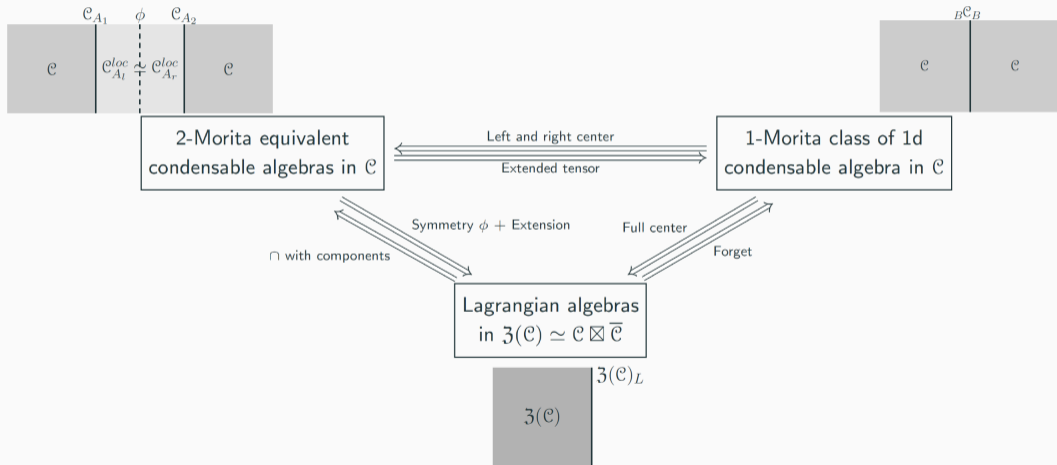 𝒞_{A_1} ϕ 𝒞_{A_2}
𝒞 𝒞^{loc}_{A_l} ≃ 𝒞^{loc}_{A_r} 𝒞
_B𝒞_B
𝒞 𝒞
2-Morita equivalent
condensable algebras in 𝒞
Left and right center
Extended tensor
1-Morita class of 1d
condensable algebra in 𝒞
Symmetry ϕ + Extension
∩ with components
Full center
Forget
Lagrangian algebras
in ℨ(𝒞) ≃ 𝒞 ⊠ \overline{𝒞}
ℨ(𝒞)_L
ℨ(𝒞)